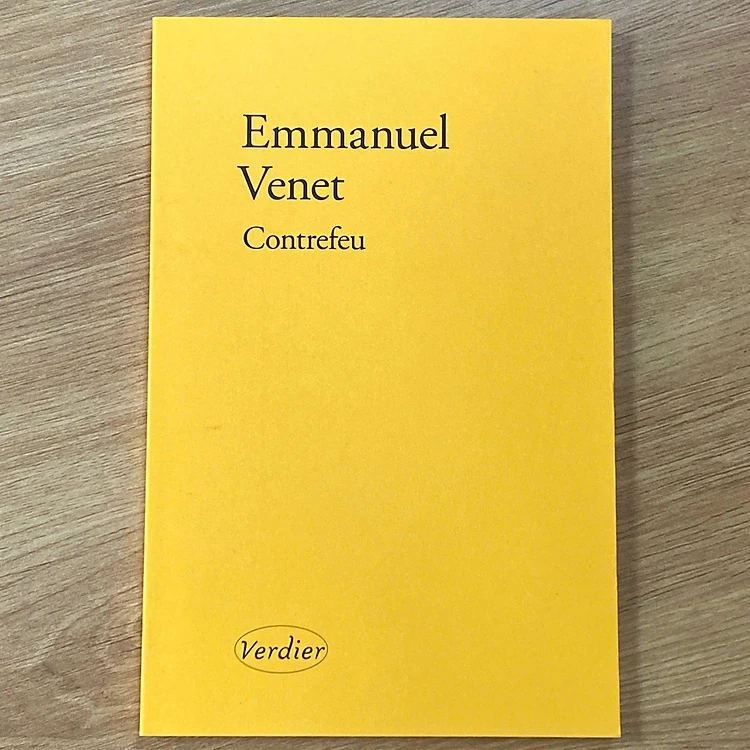 Emmanuel
Venet
Contrefeu
Verdier